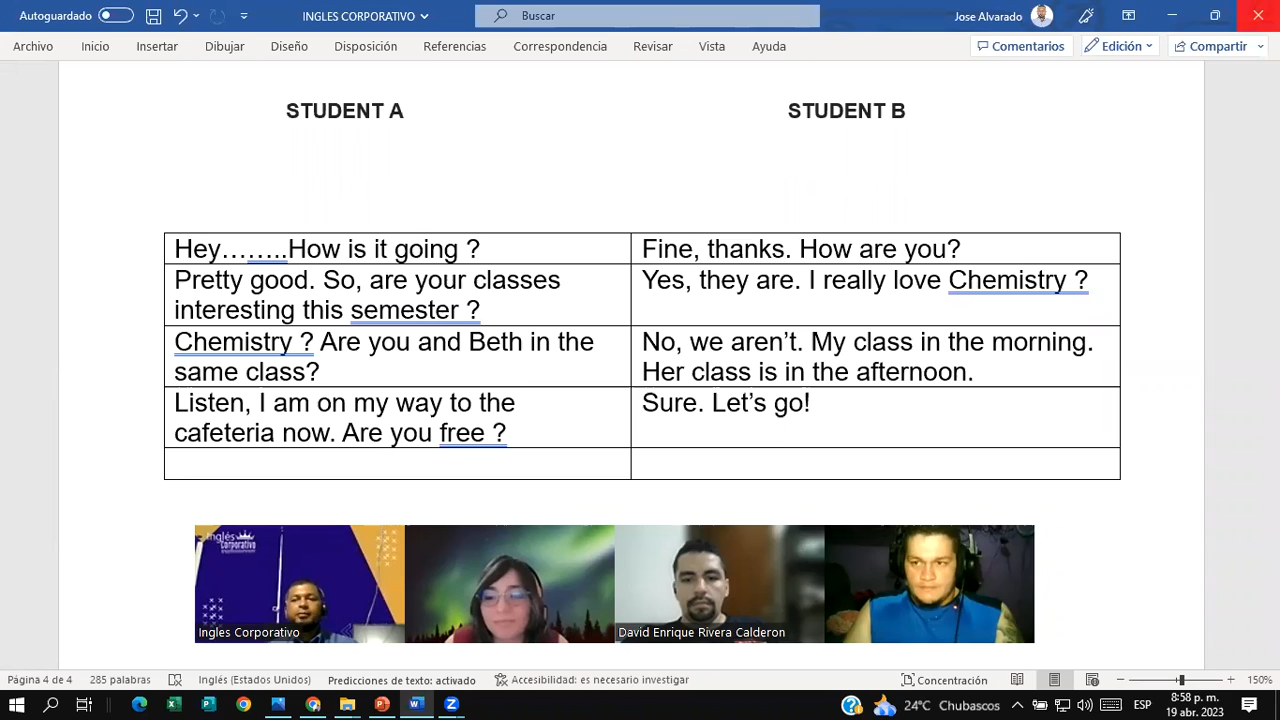 Autoguardado
INGLES CORPORATIVO
Buscar
Jose Alvarado
Archivo Inicio Insertar Dibujar Diseño Disposición Referencias Correspondencia Revisar Vista Ayuda
Comentarios Edición Compartir
STUDENT A STUDENT B
Hey……..How is it going ?
Fine, thanks. How are you?
Pretty good. So, are your classes
interesting this semester ?
Yes, they are. I really love Chemistry ?
Chemistry ? Are you and Beth in the
same class?
No, we aren’t. My class in the morning.
Her class is in the afternoon.
Listen, I am on my way to the
cafeteria now. Are you free ?
Sure. Let’s go!
Inglés
Corporativo
Ingles Corporativo
David Enrique Rivera Calderon
Página 4 de 4 285 palabras Inglés (Estados Unidos) Predicciones de texto: activado Accesibilidad: es necesario investigar Concentración 150%
24°C Chubascos ESP
8:58 p. m.
19 abr. 2023